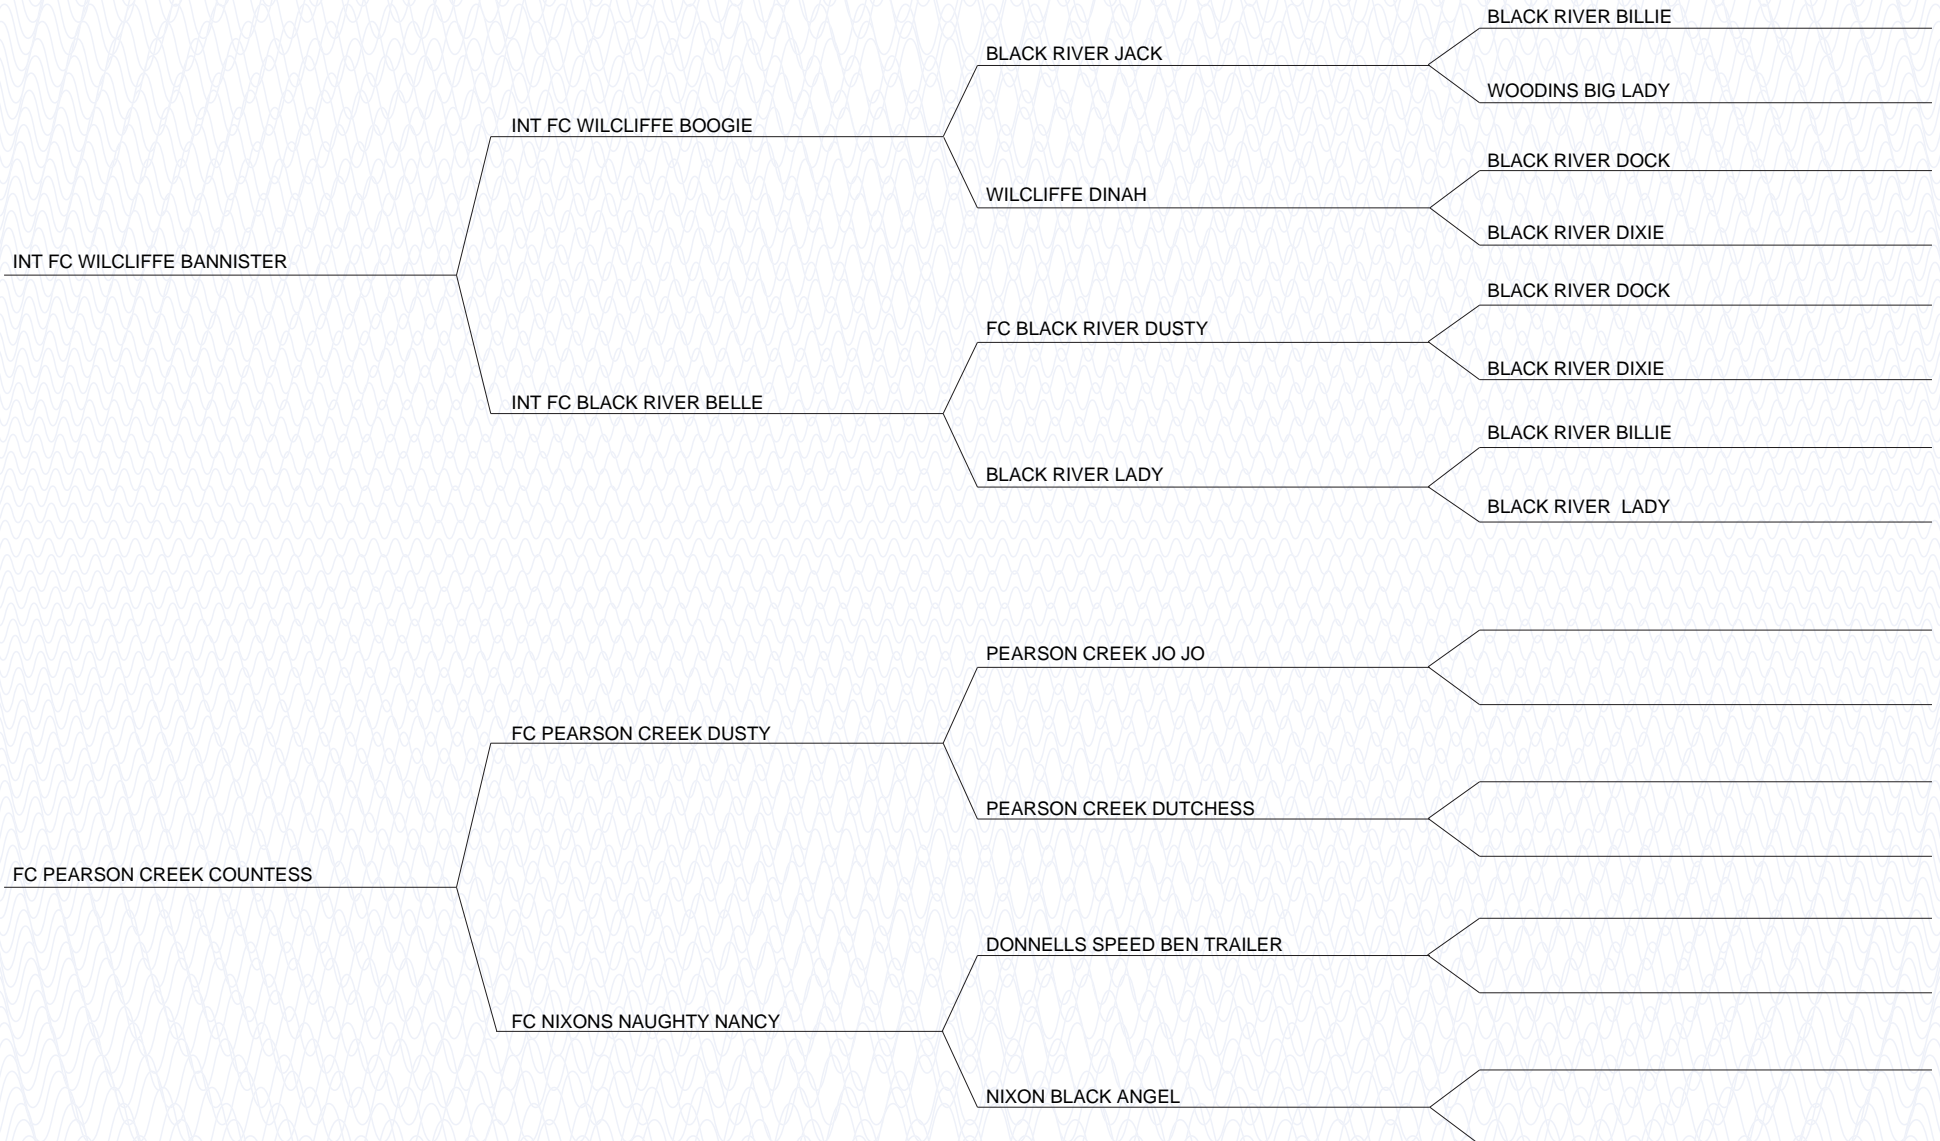 BLACK RIVER BILLIE
BLACK RIVER JACK
WOODINS BIG LADY
INT FC WILCLIFFE BOOGIE
BLACK RIVER DOCK
WILCLIFFE DINAH
BLACK RIVER DIXIE
INT FC WILCLIFFE BANNISTER
BLACK RIVER DOCK
FC BLACK RIVER DUSTY
BLACK RIVER DIXIE
INT FC BLACK RIVER BELLE
BLACK RIVER BILLIE
BLACK RIVER LADY
BLACK RIVER  LADY
PEARSON CREEK JO JO
FC PEARSON CREEK DUSTY
PEARSON CREEK DUTCHESS
FC PEARSON CREEK COUNTESS
DONNELLS SPEED BEN TRAILER
FC NIXONS NAUGHTY NANCY
NIXON BLACK ANGEL